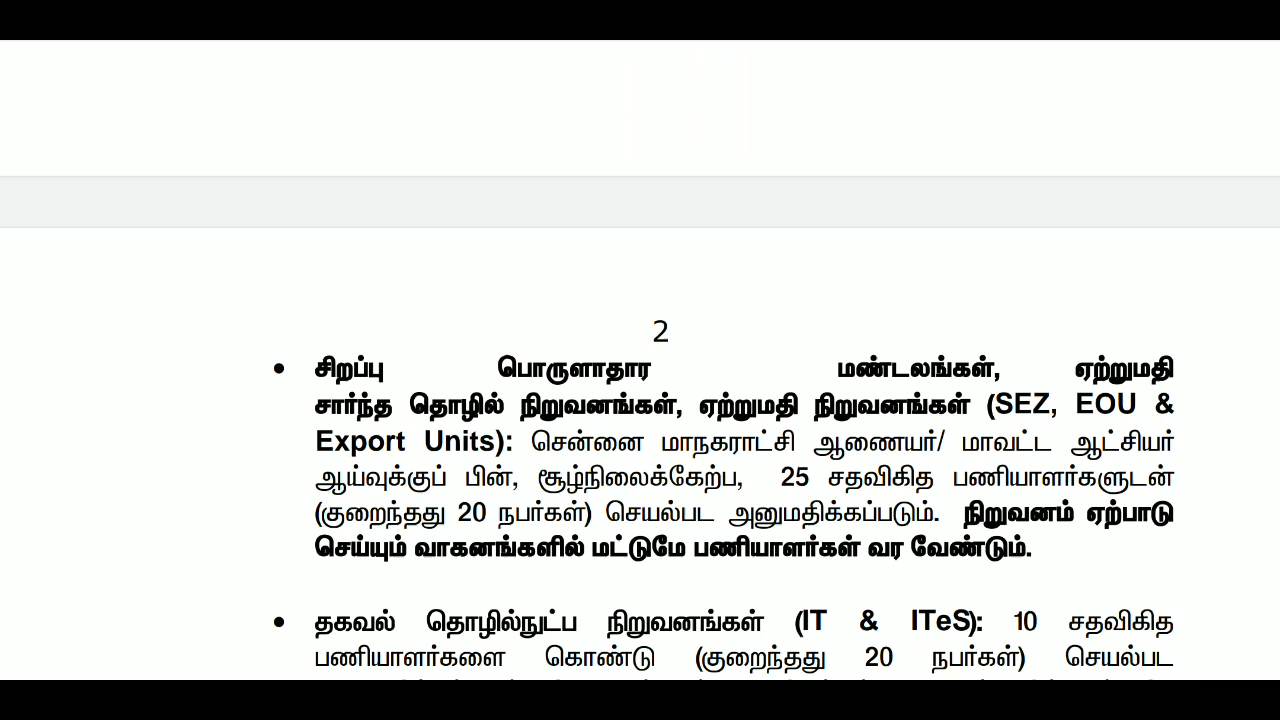 2
• சிறப்பு பொருளாதார மண்டலங்கள், ஏற்றுமதி
சார்ந்த தொழில் நிறுவனங்கள், ஏற்றுமதி நிறுவனங்கள் (SEZ, EOU &
Export Units): சென்னை மாநகராட்சி ஆணையர்/ மாவட்ட ஆட்சியர்
ஆய்வுக்குப் பின், சூழ்நிலைக்கேற்ப, 25 சதவிகித பணியாளர்களுடன்
(குறைந்தது 20 நபர்கள்) செயல்பட அனுமதிக்கப்படும். நிறுவனம் ஏற்பாடு
செய்யும் வாகனங்களில் மட்டுமே பணியாளர்கள் வர வேண்டும்.
• தகவல் தொழில்நுட்ப நிறுவனங்கள் (IT & ITeS): 10 சதவிகித
பணியாளர்களை கொண்டு (குறைந்தது 20 நபர்கள்) செயல்பட